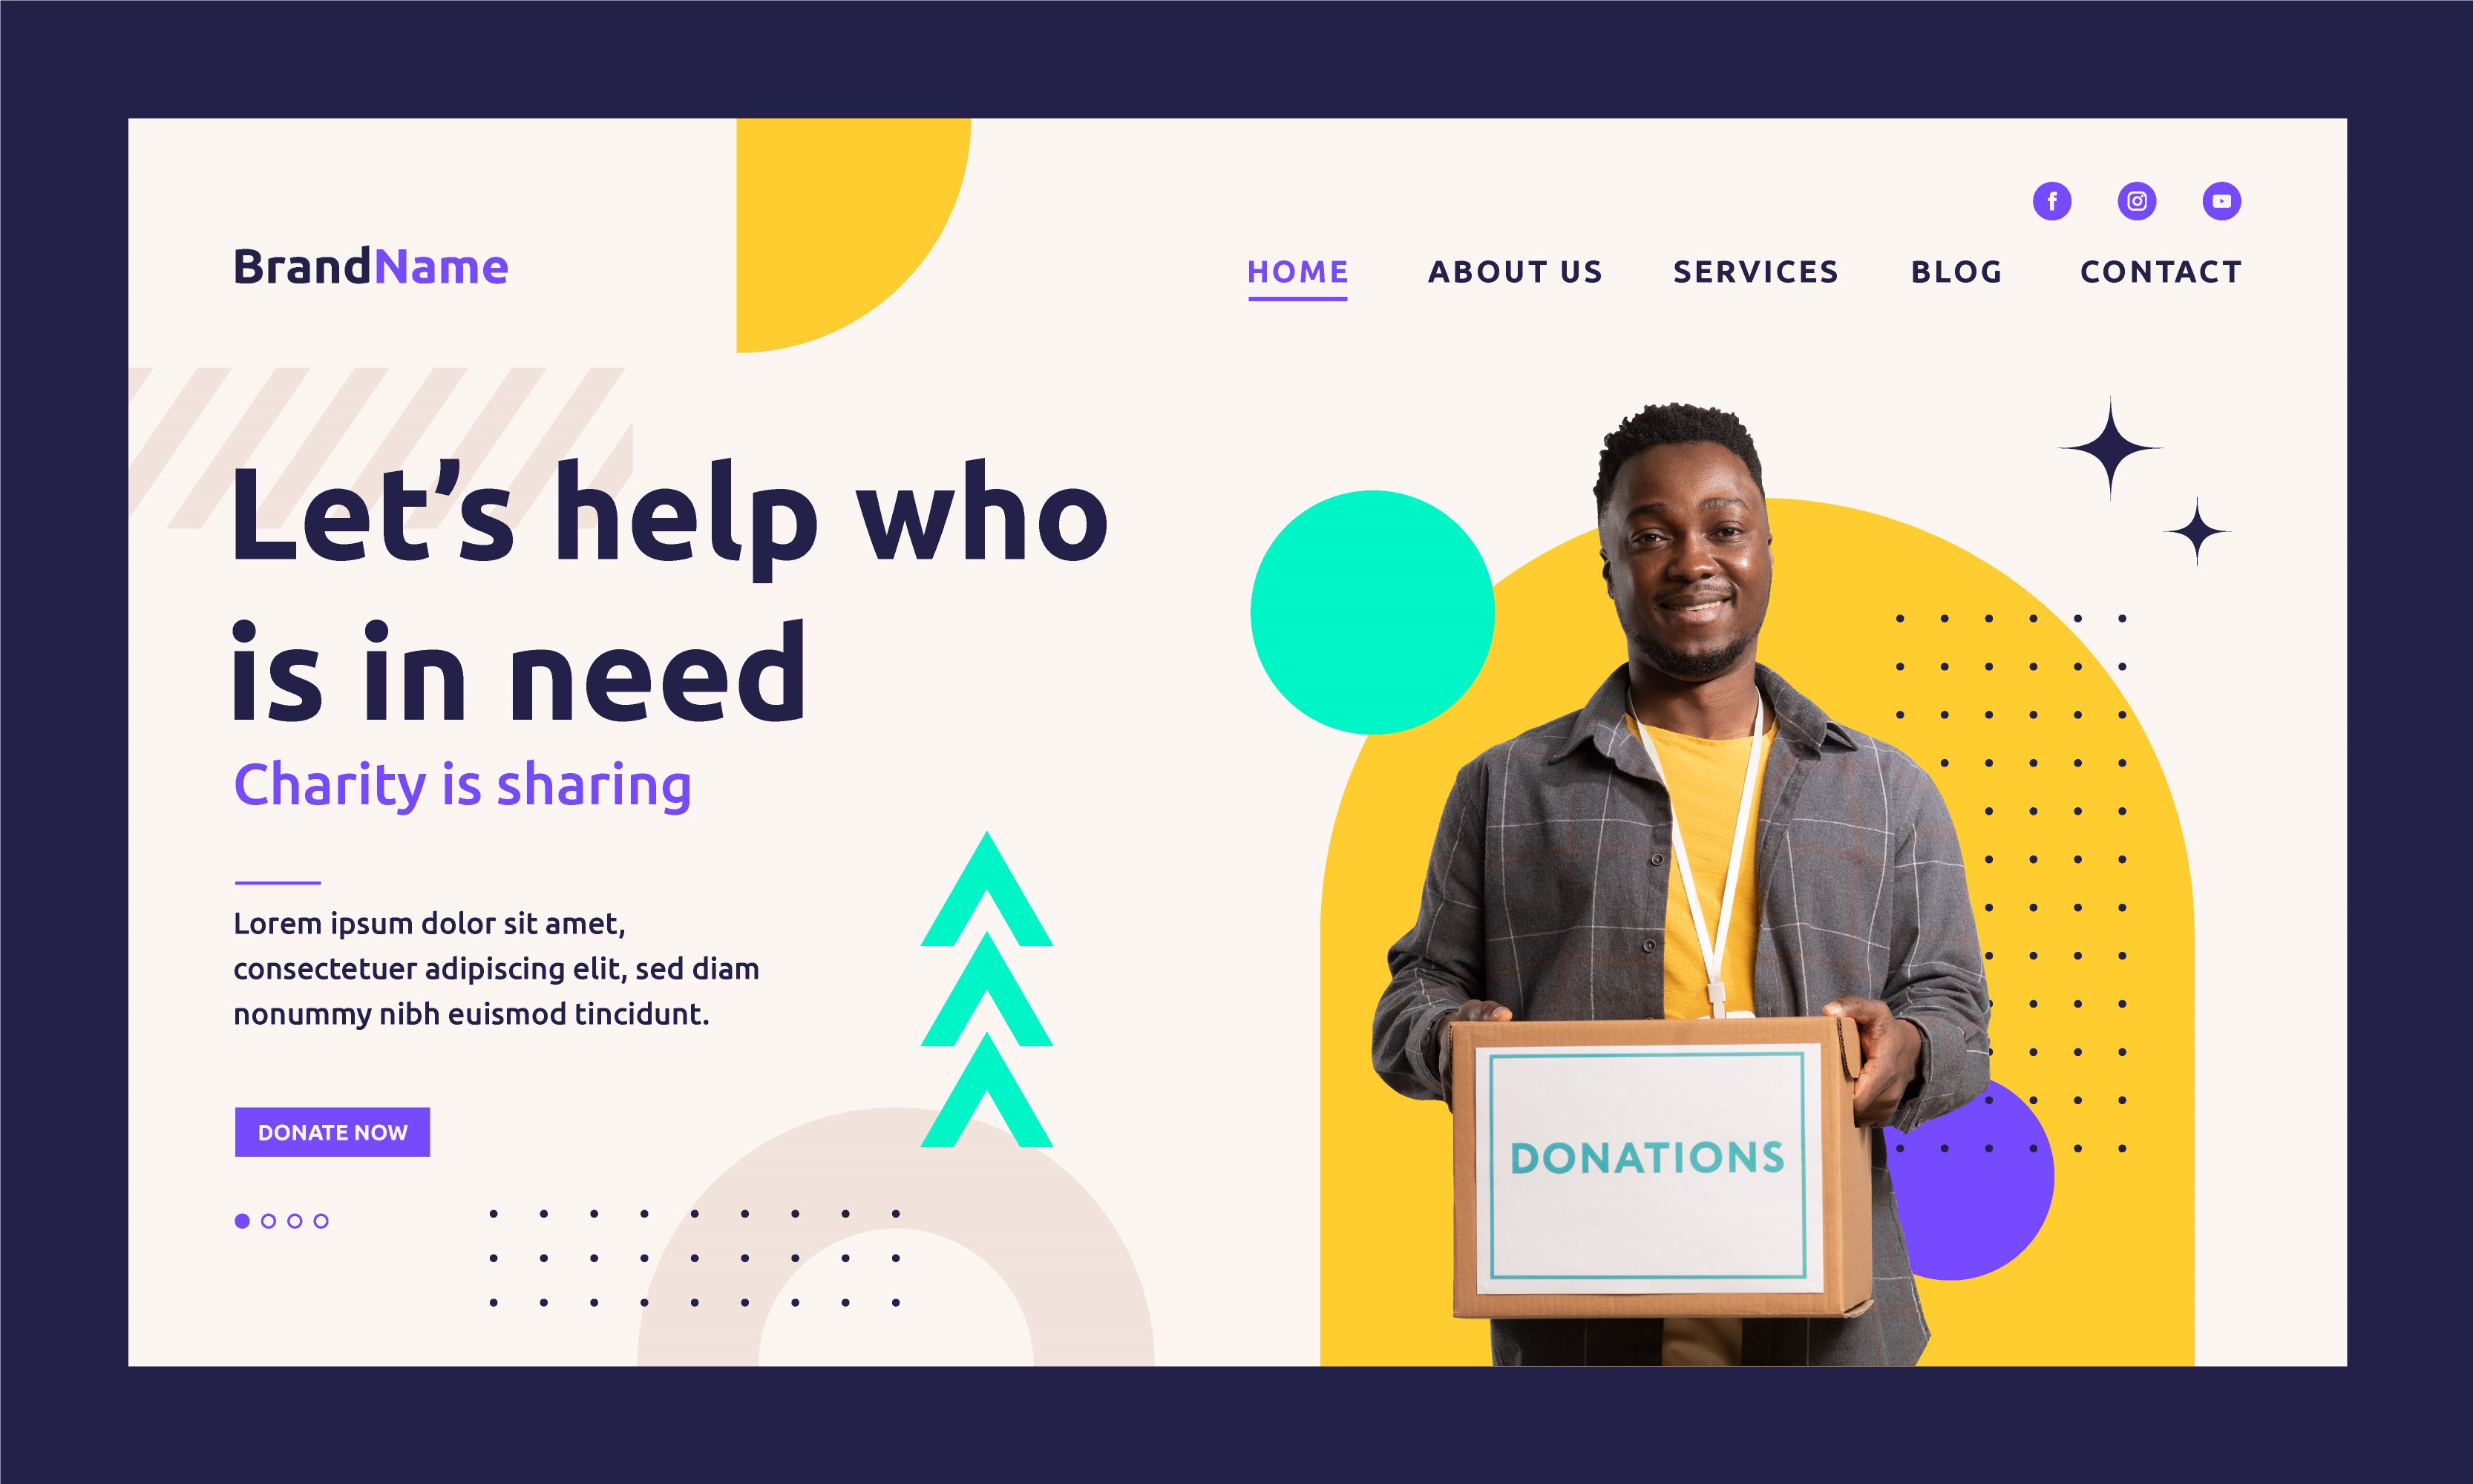 BrandName
HOME ABOUT US SERVICES BLOG CONTACT
Let’s help who
is in need
Charity is sharing
Lorem ipsum dolor sit amet,
consectetuer adipiscing elit, sed diam
nonummy nibh euismod tincidunt.
DONATE NOW
DONATIONS